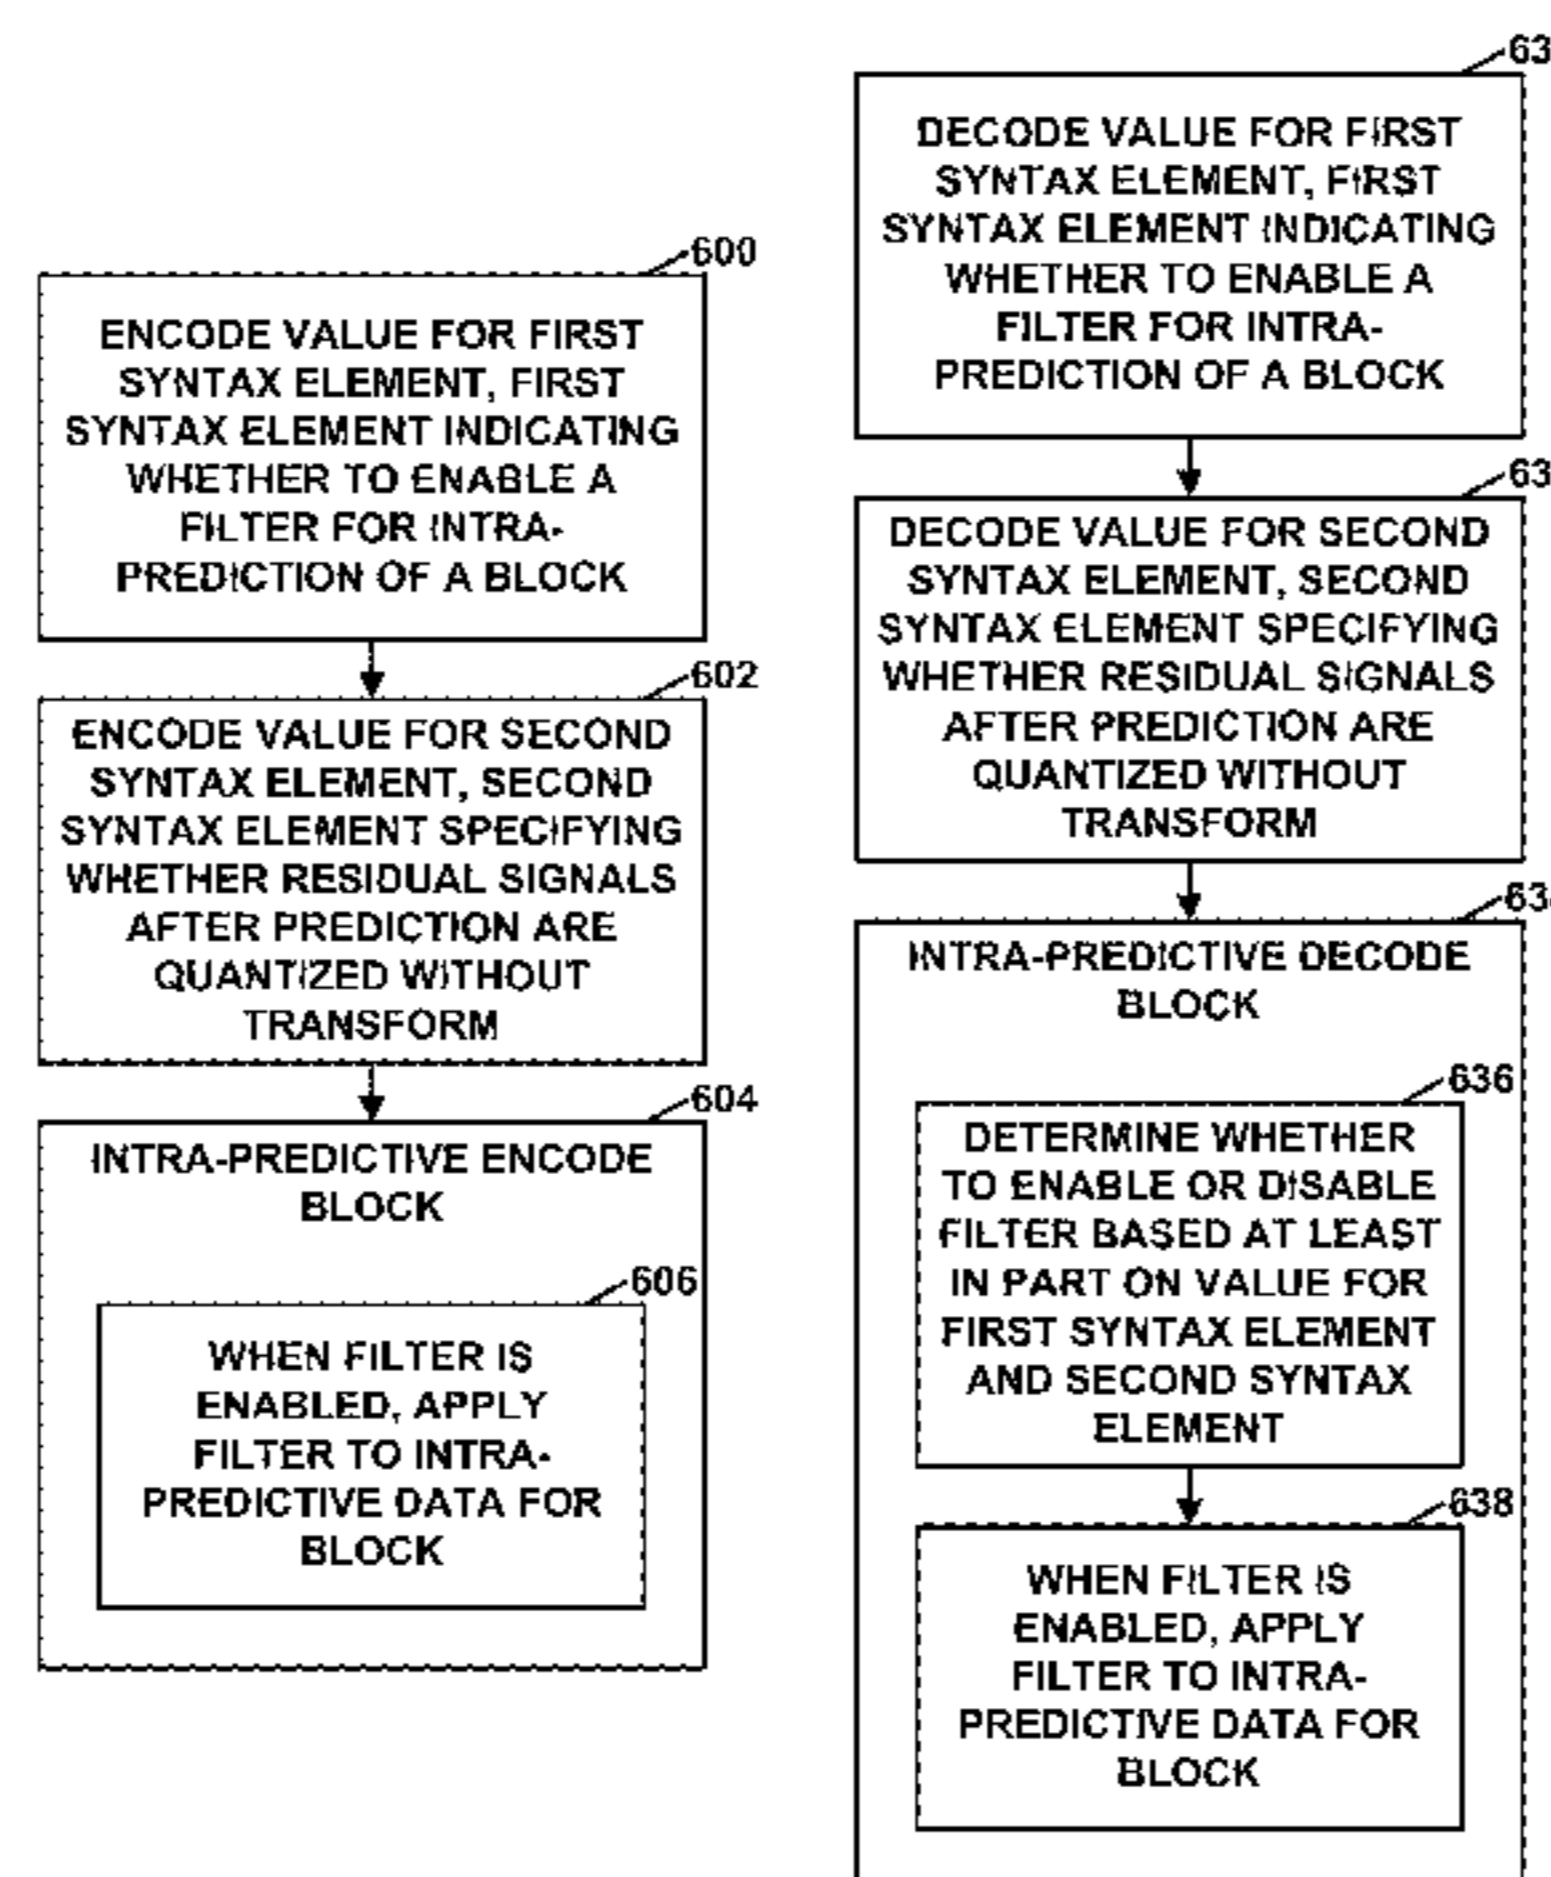 600
ENCODE VALUE FOR FIRST
SYNTAX ELEMENT, FIRST
SYNTAX ELEMENT INDICATING
WHETHER TO ENABLE A
FILTER FOR INTRA-
PREDICTION OF A BLOCK
602
ENCODE VALUE FOR SECOND
SYNTAX ELEMENT, SECOND
SYNTAX ELEMENT SPECIFYING
WHETHER RESIDUAL SIGNALS
AFTER PREDICTION ARE
QUANTIZED WITHOUT
TRANSFORM
604
INTRA-PREDICTIVE ENCODE
BLOCK
606
WHEN FILTER IS
ENABLED, APPLY
FILTER TO INTRA-
PREDICTIVE DATA FOR
BLOCK
63
DECODE VALUE FOR FIRST
SYNTAX ELEMENT, FIRST
SYNTAX ELEMENT INDICATING
WHETHER TO ENABLE A
FILTER FOR INTRA-
PREDICTION OF A BLOCK
63
DECODE VALUE FOR SECOND
SYNTAX ELEMENT, SECOND
SYNTAX ELEMENT SPECIFYING
WHETHER RESIDUAL SIGNALS
AFTER PREDICTION ARE
QUANTIZED WITHOUT
TRANSFORM
63
INTRA-PREDICTIVE DECODE
BLOCK
636
DETERMINE WHETHER
TO ENABLE OR DISABLE
FILTER BASED AT LEAST
IN PART ON VALUE FOR
FIRST SYNTAX ELEMENT
AND SECOND SYNTAX
ELEMENT
638
WHEN FILTER IS
ENABLED, APPLY
FILTER TO INTRA-
PREDICTIVE DATA FOR
BLOCK